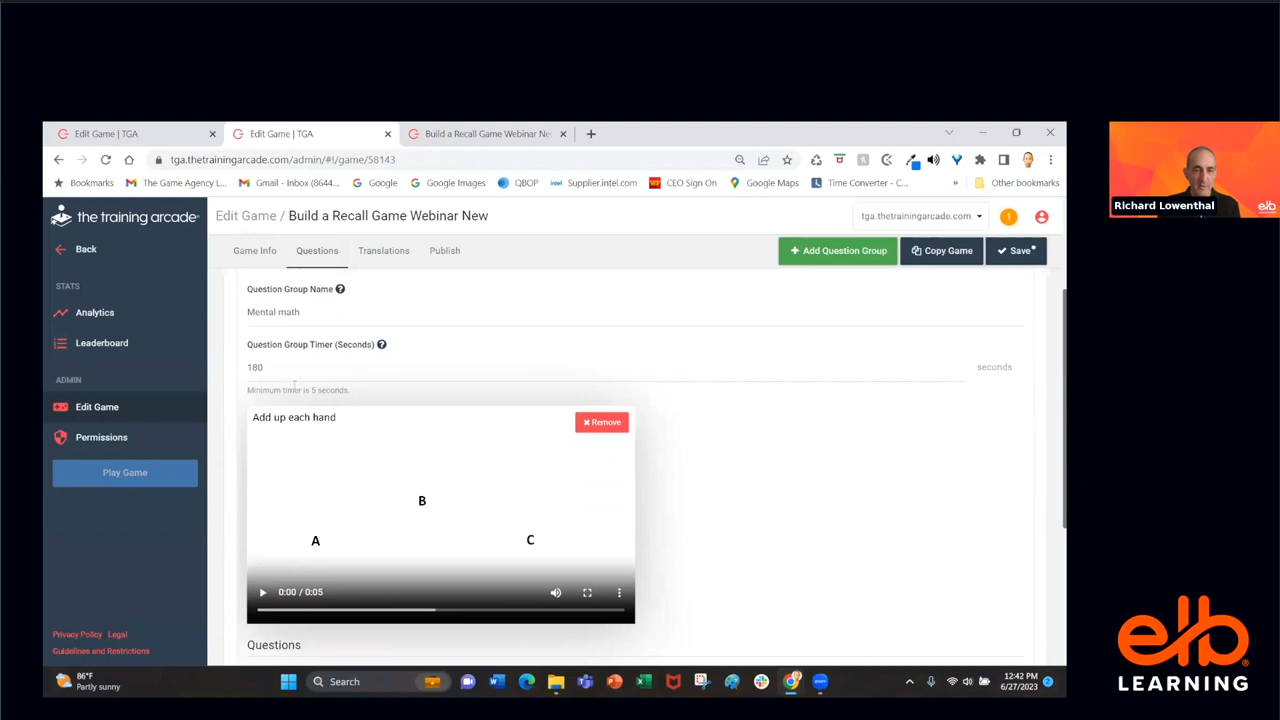 Edit Game | TGA
Edit Game | TGA
Build a Recall Game Webinar Ne
tga.thetrainingarcade.com/admin/#!/game/58143
Bookmarks
The Game Agency L...
Gmail - Inbox (8644...
Google
Google Images
QBOP
intel Supplier.intel.com
CEO Sign On
Google Maps
Time Converter - C...
»
Other bookmarks
the training arcade
Edit Game / Build a Recall Game Webinar New
tga.thetrainingarcade.com
1
Back
Game Info
Questions
Translations
Publish
+ Add Question Group
Copy Game
Save
STATS
Analytics
Leaderboard
ADMIN
Edit Game
Permissions
Play Game
Privacy Policy Legal
Guidelines and Restrictions
Question Group Name
Mental math
Question Group Timer (Seconds)
180
seconds
Minimum timer is 5 seconds.
Add up each hand
Remove
B
A
C
0:00 / 0:05
Questions
86°F
Partly sunny
Search
12:42 PM
6/27/2023
2
Richard Lowenthal
elb
elb
LEARNING